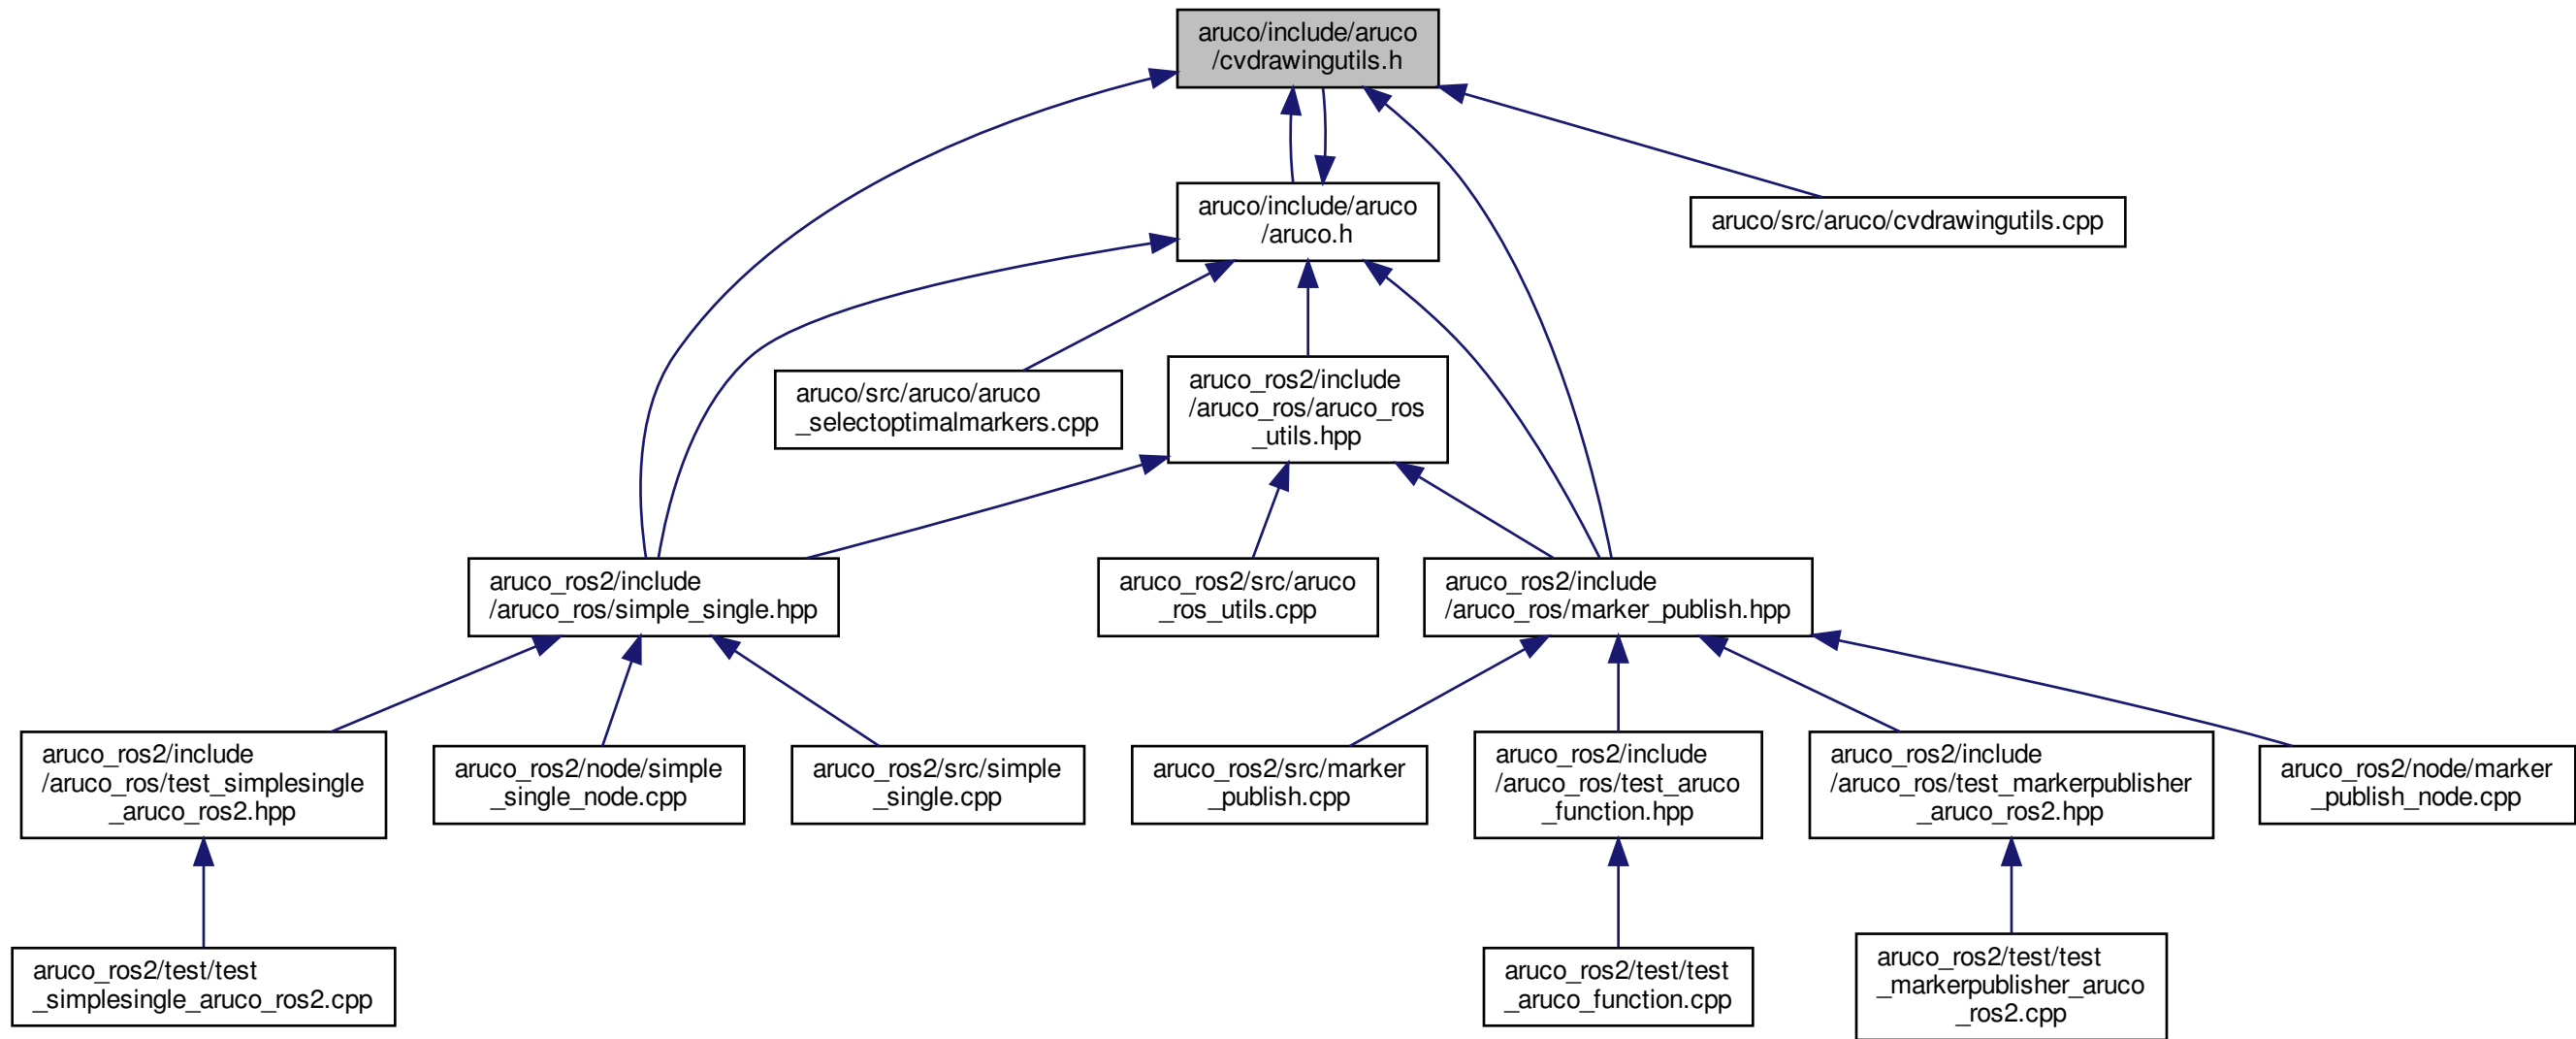 aruco/include/aruco
/cvdrawingutils.h
aruco/include/aruco
/aruco.h
aruco/src/aruco/cvdrawingutils.cpp
aruco/src/aruco/aruco
_selectoptimalmarkers.cpp
aruco_ros2/include
/aruco_ros/aruco_ros
_utils.hpp
aruco_ros2/include
/aruco_ros/simple_single.hpp
aruco_ros2/src/aruco
_ros_utils.cpp
aruco_ros2/include
/aruco_ros/marker_publish.hpp
aruco_ros2/include
/aruco_ros/test_simplesingle
_aruco_ros2.hpp
aruco_ros2/node/simple
_single_node.cpp
aruco_ros2/src/simple
_single.cpp
aruco_ros2/src/marker
_publish.cpp
aruco_ros2/include
/aruco_ros/test_aruco
_function.hpp
aruco_ros2/include
/aruco_ros/test_markerpublisher
_aruco_ros2.hpp
aruco_ros2/node/marker
_publish_node.cpp
aruco_ros2/test/test
_simplesingle_aruco_ros2.cpp
aruco_ros2/test/test
_aruco_function.cpp
aruco_ros2/test/test
_markerpublisher_aruco
_ros2.cpp